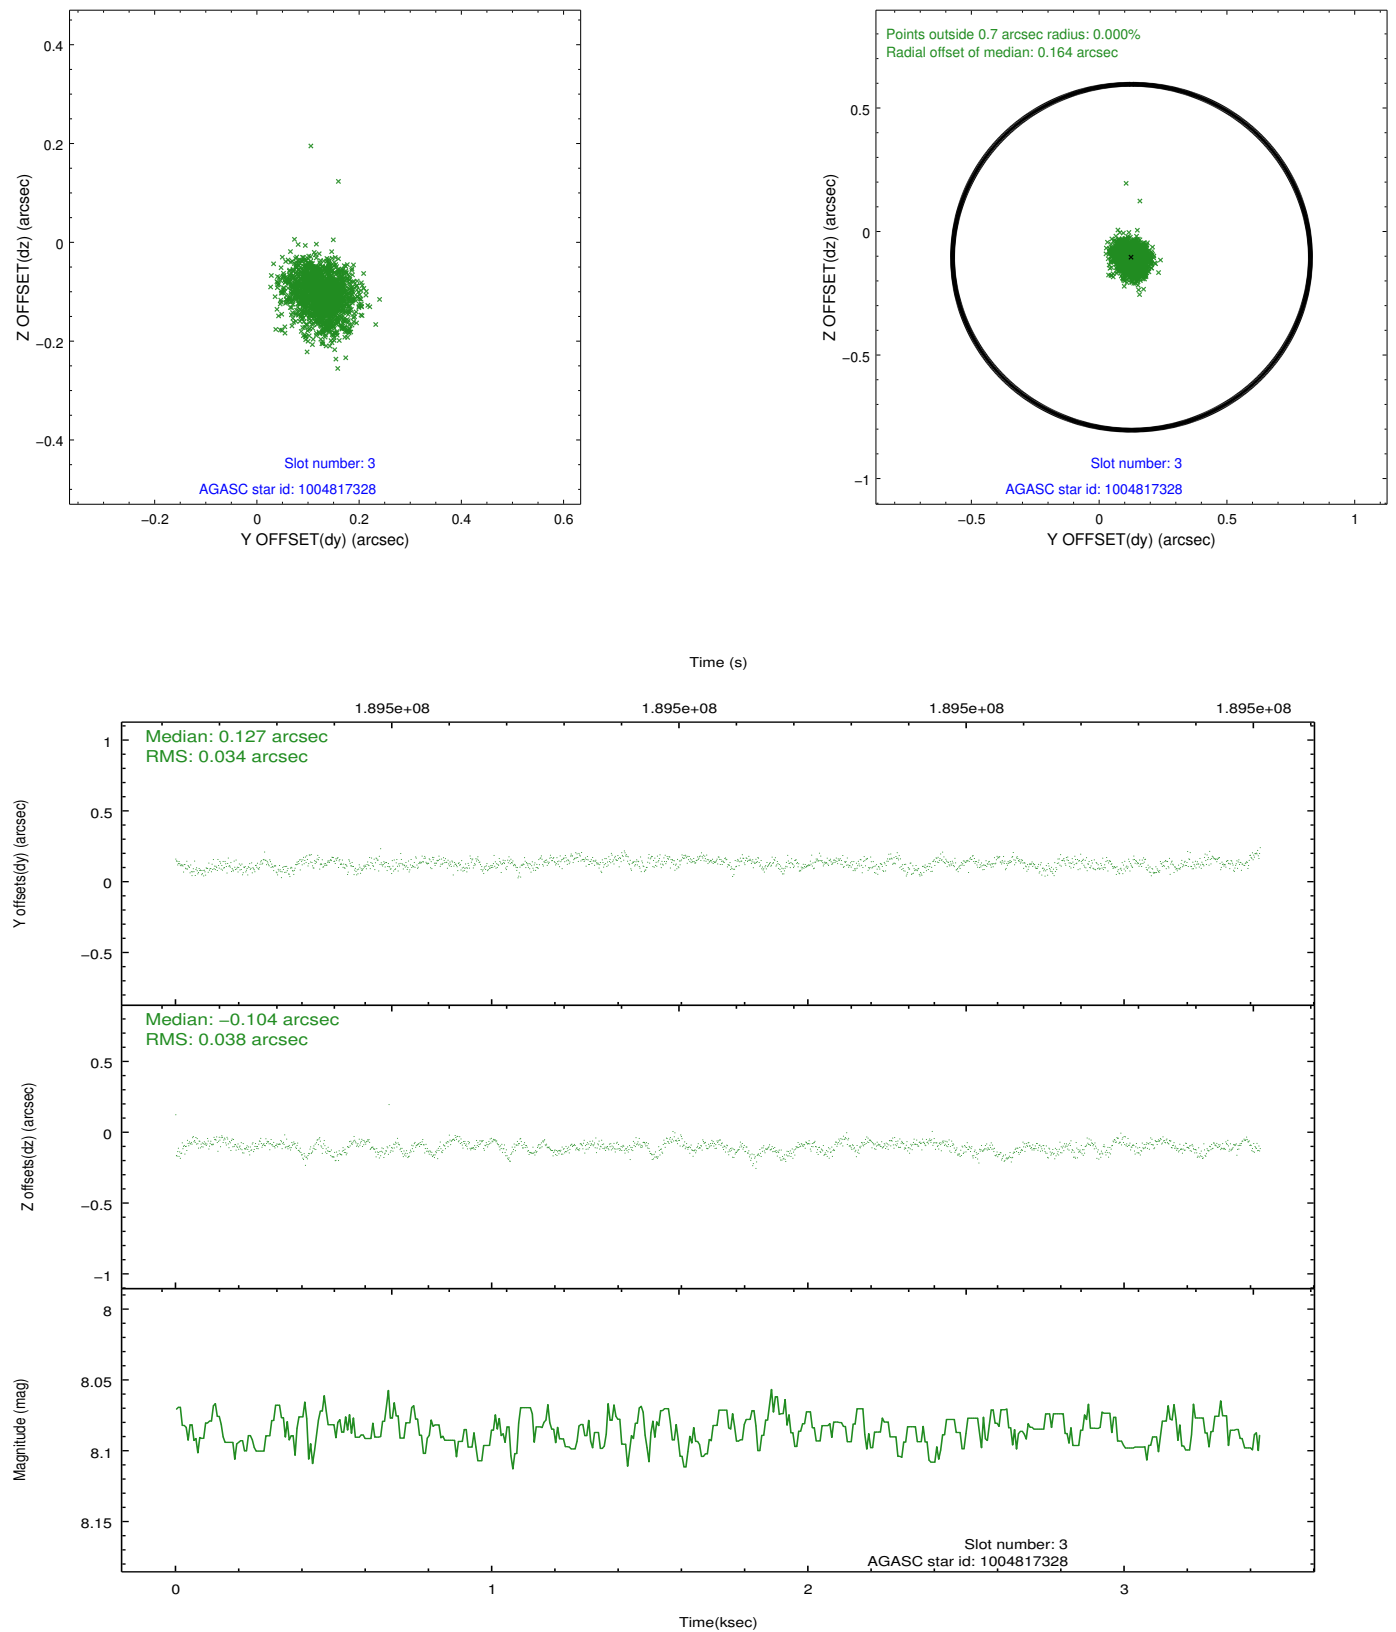 0.4
0.2
0
−0.2
−0.4
Z OFFSET(dz) (arcsec)
Slot number: 3
AGASC star id: 1004817328
−0.2 0 0.2 0.4 0.6
Y OFFSET(dy) (arcsec)
Points outside 0.7 arcsec radius: 0.000%
Radial offset of median: 0.164 arcsec
0.5
0
−0.5
−1
Z OFFSET(dz) (arcsec)
Slot number: 3
AGASC star id: 1004817328
−0.5 0 0.5 1
Y OFFSET(dy) (arcsec)
Time (s)
1.895e+08 1.895e+08 1.895e+08 1.895e+08
Median: 0.127 arcsec
RMS: 0.034 arcsec
1
0.5
0
−0.5
Y offsets(dy) (arcsec)
Median: −0.104 arcsec
RMS: 0.038 arcsec
0.5
0
−0.5
−1
Z offsets(dz) (arcsec)
8
8.05
8.1
8.15
Magnitude (mag)
Slot number: 3
AGASC star id: 1004817328
0 1 2 3
Time(ksec)